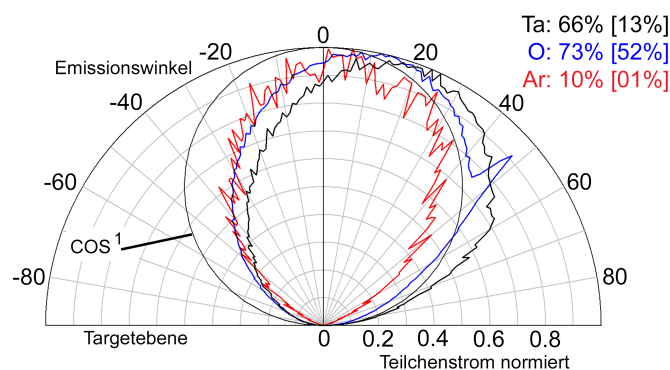 Ta: 66% [13%]
O: 73% [52%]
Ar: 10% [01%]
0
-20
20
Emissionswinkel
-40
40
-60
60
COS 1
-80
80
Targetebene
0 0.2 0.4 0.6 0.8
Teilchenstrom normiert